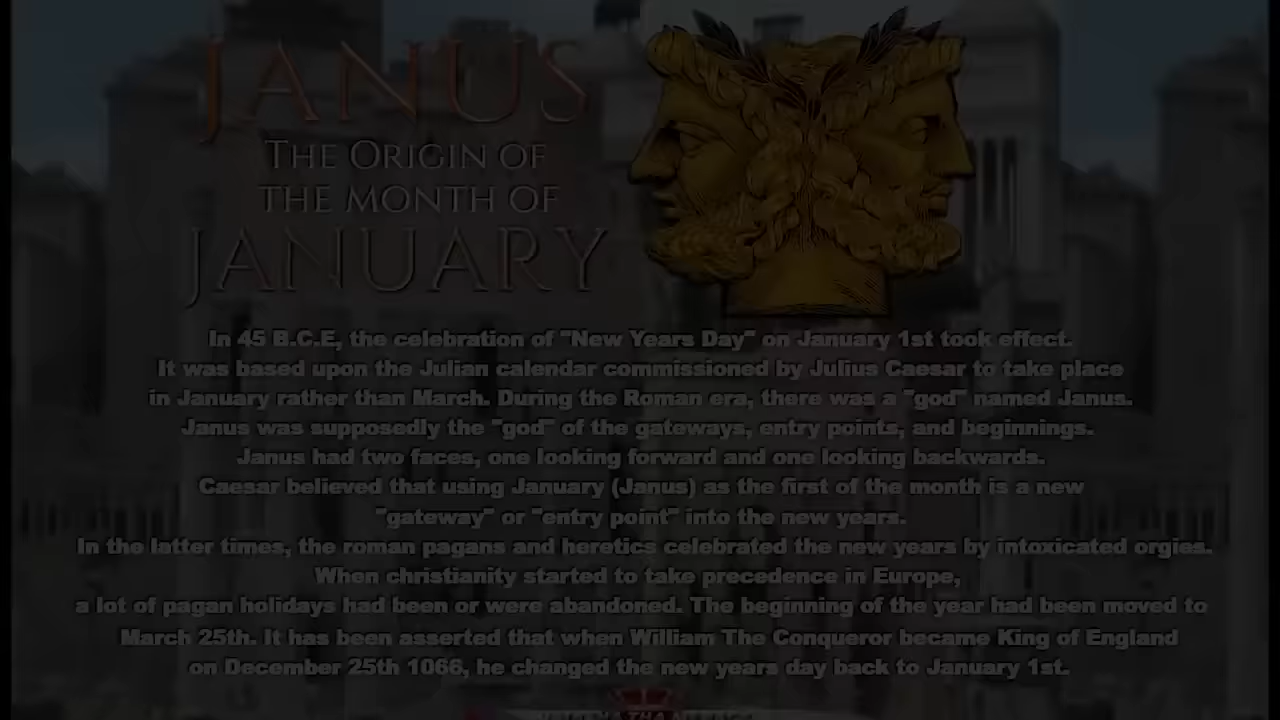 JANUS
THE ORIGIN OF
THE MONTH OF
JANUARY
In 45 B.C.E, the celebration of "New Years Day" on January 1st took effect.
It was based upon the Julian calendar commissioned by Julius Caesar to take place
in January rather than March. During the Roman era, there was a "god" named Janus.
Janus was supposedly the "god" of the gateways, entry points, and beginnings.
Janus had two faces, one looking forward and one looking backwards.
Caesar believed that using January (Janus) as the first of the month is a new
"gateway" or "entry point" into the new years.
In the latter times, the roman pagans and heretics celebrated the new years by intoxicated orgies.
When christianity started to take precedence in Europe,
a lot of pagan holidays had been or were abandoned. The beginning of the year had been moved to
March 25th. It has been asserted that when William The Conqueror became King of England
on December 25th 1066, he changed the new years day back to January 1st.